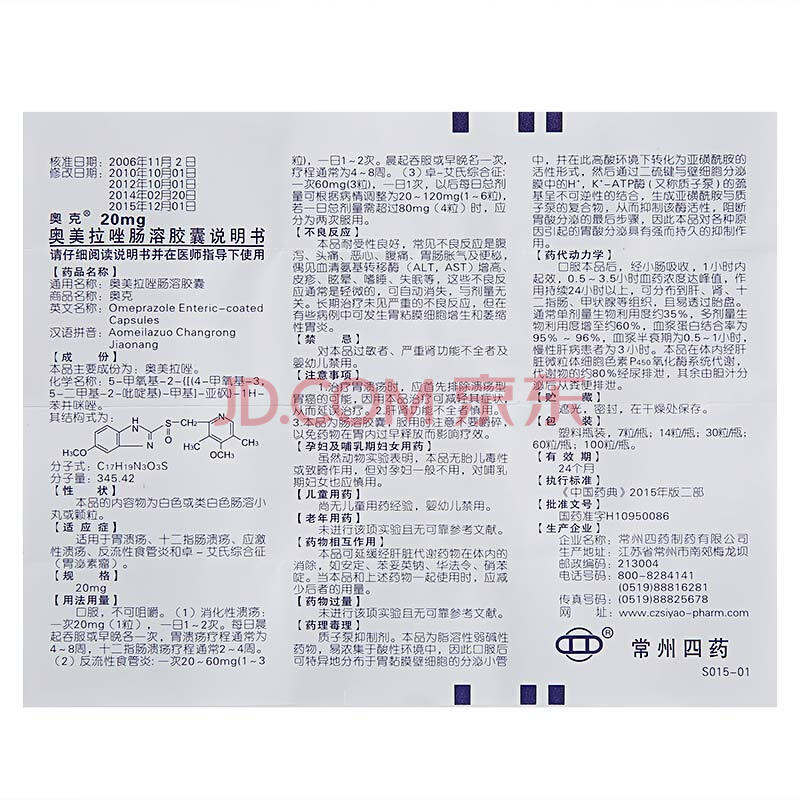 核准日期：2006年11月2日
修改日期：2010年10月01日
2012年10月01日
2014年02月20日
2015年12月01日
奥克® 20mg
奥美拉唑肠溶胶囊说明书
请仔细阅读说明书并在医师指导下使用
【药品名称】
通用名称：奥美拉唑肠溶胶囊
商品名称：奥克
英文名称：Omeprazole Enteric-coated
Capsules
汉语拼音：Aomeilazuo Changrong
Jiaonang
【成 份】
本品主要成份为：奥美拉唑。
化学名称：5-甲氧基-2-{[(4-甲氧基-3,
5-二甲基-2-吡啶基)-甲基]-亚砜}-1H-
苯并咪唑。
其结构式为：
H₃CO H N N S O CH₂ N H₃C OCH₃ CH₃
分子式：C₁₇H₁₉N₃O₃S
分子量：345.42
【性 状】
本品的内容物为白色或类白色肠溶小
丸或颗粒。
【适 应 症】
适用于胃溃疡、十二指肠溃疡、应激
性溃疡、反流性食管炎和卓-艾氏综合征
（胃泌素瘤）。
【规 格】
20mg
【用法用量】
口服，不可咀嚼。（1）消化性溃疡：
一次20mg（1粒），一日1～2次。每日晨
起吞服或早晚各一次，胃溃疡疗程通常为
4～8周，十二指肠溃疡疗程通常2～4周。
（2）反流性食管炎：一次20～60mg(1～3
粒），一日1～2次。晨起吞服或早晚各一次，
疗程通常为4～8周。（3）卓-艾氏综合征：
一次60mg(3粒)，一日1次，以后每日总剂
量可根据病情调整为20～120mg(1～6粒)，
若一日总剂量需超过80mg（4粒）时，应
分为两次服用。
【不良反应】
本品耐受性良好，常见不良反应是腹
泻、头痛、恶心、腹痛、胃肠胀气及便秘，
偶见血清氨基转移酶（ALT，AST）增高、
皮疹、眩晕、嗜睡、失眠等，这些不良反应
通常是轻微的，可自动消失，与剂量无
关。长期治疗未见严重的不良反应，但在
有些病例中可发生胃粘膜细胞增生和萎缩
性胃炎。
【禁 忌】
对本品过敏者、严重肾功能不全者及
婴幼儿禁用。
【注意事项】
1.治疗胃溃疡时，应首先排除溃疡型
胃癌的可能，因用本品治疗可减轻其症状，
从而延误治疗。2.肝肾功能不全者慎用。
3.本品为肠溶胶囊，服用时注意不要嚼碎，
以免药物在胃内过早释放而影响疗效。
【孕妇及哺乳期妇女用药】
虽然动物实验表明，本品无胎儿毒性
或致畸作用，但对孕妇一般不用，对哺乳
期妇女也应慎用。
【儿童用药】
尚无儿童用药经验，婴幼儿禁用。
【老年用药】
未进行该项实验且无可靠参考文献。
【药物相互作用】
本品可延缓经肝脏代谢药物在体内的
消除，如安定、苯妥英钠、华法令、硝苯
啶。当本品和上述药物一起使用时，应减
少后者的用量。
【药物过量】
未进行该项实验且无可靠参考文献。
【药理毒理】
质子泵抑制剂。本品为脂溶性弱碱性
药物，易浓集于酸性环境中，因此口服后
可特异地分布于胃黏膜壁细胞的分泌小管
中，并在此高酸环境下转化为亚磺酰胺的
活性形式，然后通过二硫键与壁细胞分泌
膜中的H⁺，K⁺-ATP酶（又称质子泵）的巯
基呈不可逆性的结合，生成亚磺酰胺与质
子泵的复合物，从而抑制该酶活性，阻断
胃酸分泌的最后步骤，因此本品对各种原
因引起的胃酸分泌具有强而持久的抑制作
用。
【药代动力学】
口服本品后，经小肠吸收，1小时内
起效，0.5～3.5小时血药浓度达峰值，作
用持续24小时以上，可分布到肝、肾、十
二指肠、甲状腺等组织，且易透过胎盘。
通常单剂量生物利用度约35%，多剂量生
物利用度增至约60%，血浆蛋白结合率为
95%～96%，血浆半衰期为0.5～1小时，
慢性肝病患者为3小时。本品在体内经肝
脏微粒体细胞色素P450氧化酶系统代谢，
代谢物的约80%经尿排泄，其余由胆汁分
泌后从粪便排泄。
【贮 藏】
遮光，密封，在干燥处保存。
【包 装】
塑料瓶装，7粒/瓶；14粒/瓶；30粒/瓶；
60粒/瓶；100粒/瓶。
【有 效 期】
24个月
【执行标准】
《中国药典》2015年版二部
【批准文号】
国药准字H10950086
【生产企业】
企业名称：常州四药制药有限公司
生产地址：江苏省常州市南郊梅龙坝
邮政编码：213004
电话号码：800-8284141
(0519)88816281
传真号码：(0519)88825678
网 址：www.czsiyao-pharm.com
® 常州四药
S015-01
JD.COM 京东